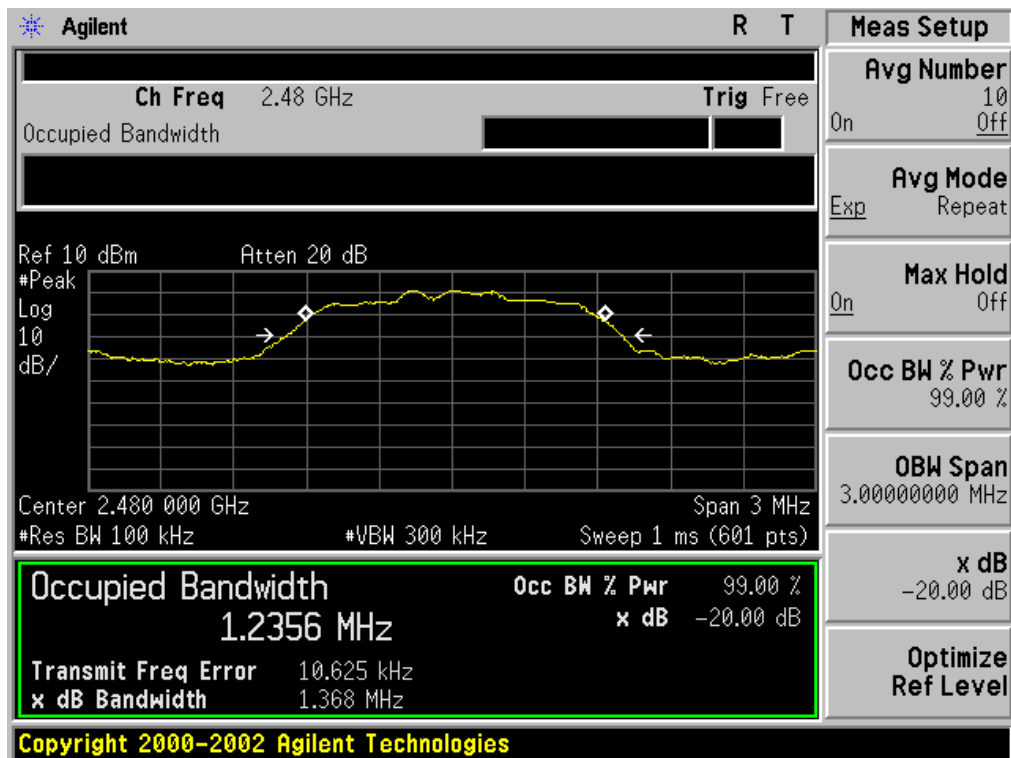 Agilent R T
Ch Freq 2.48 GHz Trig Free
Occupied Bandwidth
Ref 10 dBm Atten 20 dB
#Peak
Log
10
dB/
Center 2.480 000 GHz Span 3 MHz
#Res BW 100 kHz #VBW 300 kHz Sweep 1 ms (601 pts)
Occupied Bandwidth Occ BW % Pwr 99.00 %
1.2356 MHz x dB -20.00 dB
Transmit Freq Error 10.625 kHz
x dB Bandwidth 1.368 MHz
Copyright 2000-2002 Agilent Technologies
Meas Setup
Avg Number
10
On Off
Avg Mode
Exp Repeat
Max Hold
On Off
Occ BW % Pwr
99.00 %
OBW Span
3.00000000 MHz
x dB
-20.00 dB
Optimize
Ref Level